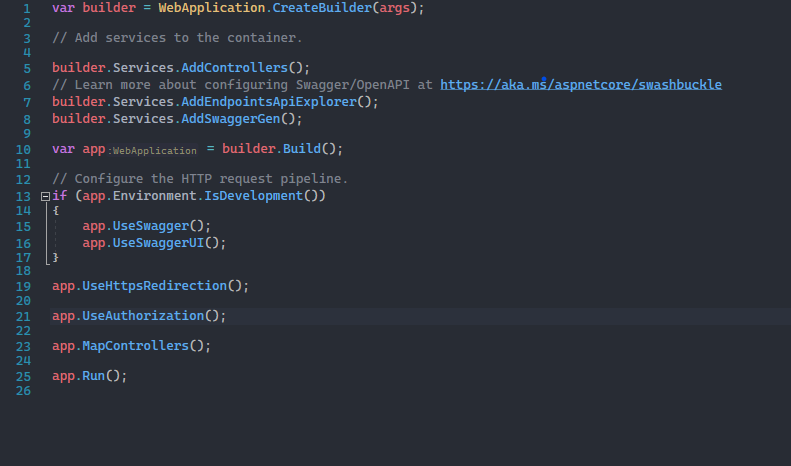 1 var builder = WebApplication.CreateBuilder(args);
2
3 // Add services to the container.
4
5 builder.Services.AddControllers();
6 // Learn more about configuring Swagger/OpenAPI at https://aka.ms/aspnetcore/swashbuckle
7 builder.Services.AddEndpointsApiExplorer();
8 builder.Services.AddSwaggerGen();
9
10 var app :WebApplication = builder.Build();
11
12 // Configure the HTTP request pipeline.
13 if (app.Environment.IsDevelopment())
14 {
15     app.UseSwagger();
16     app.UseSwaggerUI();
17 }
18
19 app.UseHttpsRedirection();
20
21 app.UseAuthorization();
22
23 app.MapControllers();
24
25 app.Run();
26